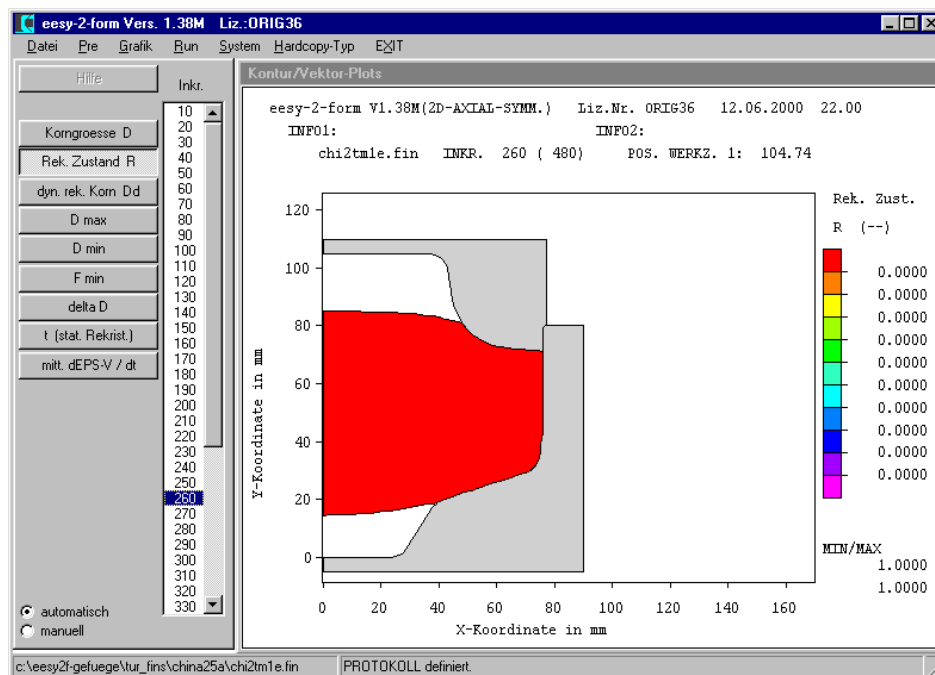 eesy-2-form Vers. 1.38M   Liz.:ORIG36
Datei   Pre   Grafik   Run   System   Hardcopy-Typ   EXIT
Hilfe
Inkr.
Korngroesse D
Rek. Zustand R
dyn. rek. Korn Dd
D max
D min
F min
delta D
t (stat. Rekrist.)
mitt. dEPS-V / dt
10
20
30
40
50
60
70
80
90
100
110
120
130
140
150
160
170
180
190
200
210
220
230
240
250
260
270
280
290
300
310
320
330
automatisch
manuell
Kontur/Vektor-Plots
eesy-2-form V1.38M(2D-AXIAL-SYMM.)   Liz.Nr. ORIG36   12.06.2000   22.00
INFO1:   INFO2:
chi2tm1e.fin   INKR. 260 ( 480)   POS. WERKZ. 1: 104.74
Y-Koordinate in mm
120
100
80
60
40
20
0
0   20   40   60   80   100   120   140   160
X-Koordinate in mm
Rek. Zust.
R (--)
0.0000
0.0000
0.0000
0.0000
0.0000
0.0000
0.0000
0.0000
0.0000
0.0000
MIN/MAX
1.0000
1.0000
c:\eesy2f-gefuege\tur_fins\china25a\chi2tm1e.fin   PROTOKOLL definiert.